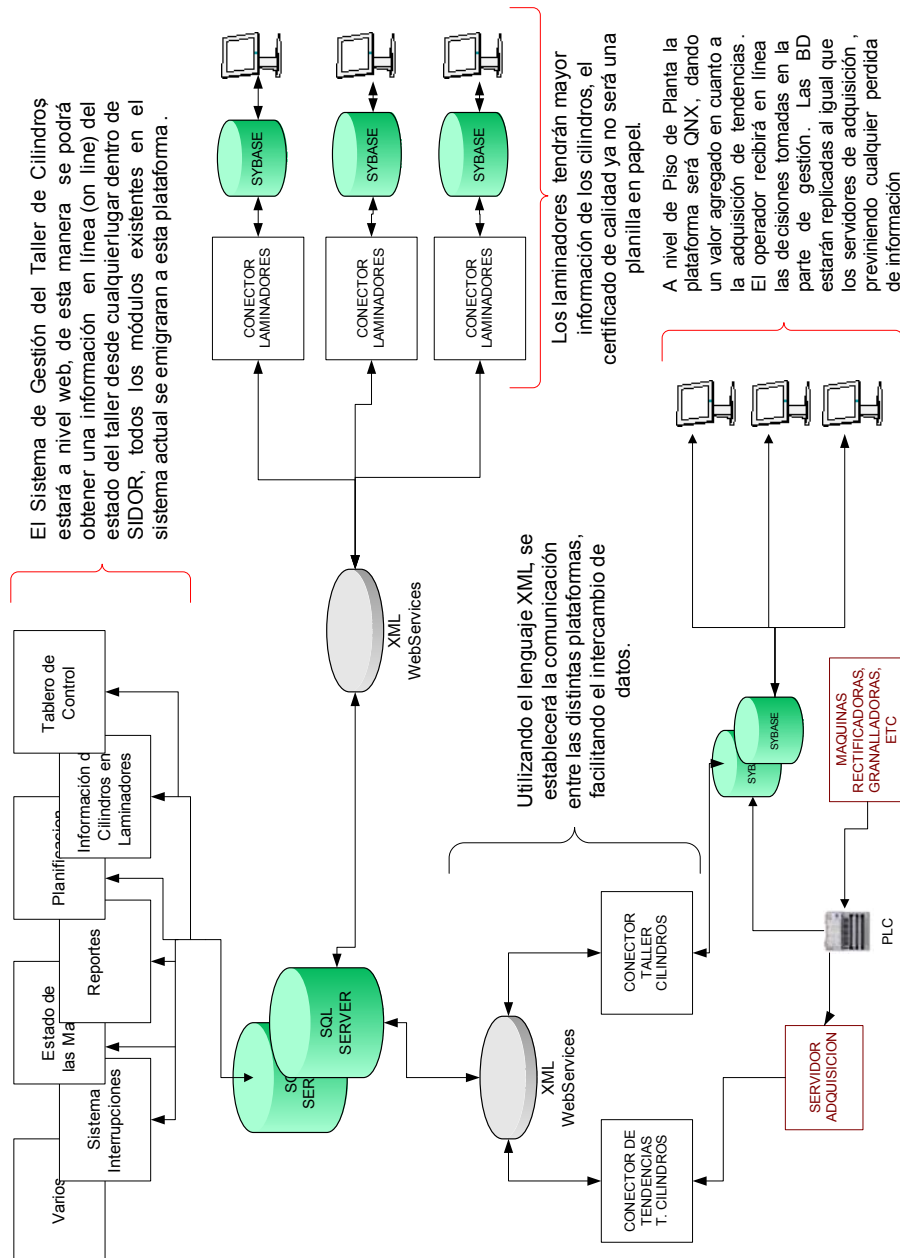 El Sistema de Gestión del Taller de Cilindros
estará a nivel web, de esta manera se podrá
obtener una información en línea (on line) del
estado del taller desde cualquierlugar dentro de
SIDOR, todos los módulos existentes en el
sistema actual se emigraran a esta plataforma .
Varios
Sistema
Interrupciones
Estado de
las Ma
Reportes
Planificacion
Información d
Cilindros en
Laminadores
Tablero de
Control
SQL
SERVER
SER
XML
WebServices
CONECTOR
LAMINADORES
SYBASE
CONECTOR
LAMINADORES
SYBASE
CONECTOR
LAMINADORES
SYBASE
Los laminadores tendrán mayor
información de los cilindros, el
certificado de calidad ya no será una
planilla en papel.
Utilizando el lenguaje XML, se
establecerá la comunicación
entre las distintas plataformas,
facilitando el intercambio de
datos.
XML
WebServices
CONECTOR DE
TENDENCIAS
T. CILINDROS
CONECTOR
TALLER
CILINDROS
SYB
SYBASE
SERVIDOR
ADQUISICION
PLC
MAQUINAS
RECTIFICADORAS,
GRANALLADORAS,
ETC
A nivel de Piso de Planta la
plataforma será QNX, dando
un valor agregado en cuanto a
la adquisición de tendencias .
El operador recibirá en línea
las decisiones tomadas en la
parte de gestión. Las BD
estarán replicadas al igual que
los servidores de adquisición ,
previniendo cualquier perdida
de información